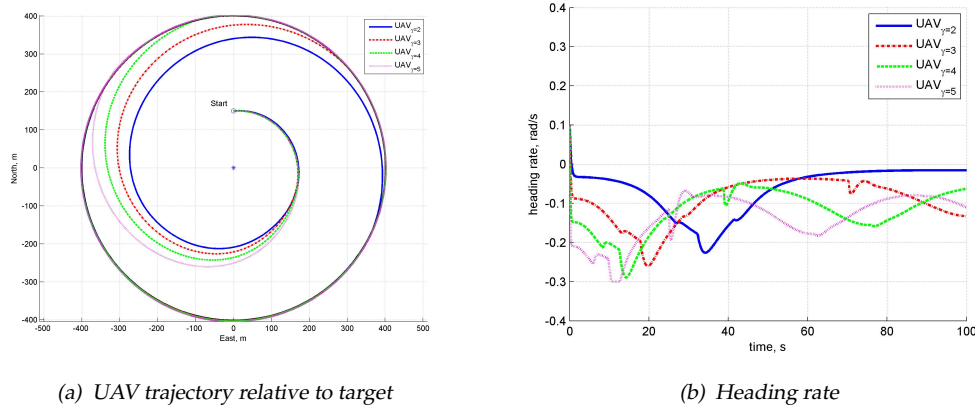 400
300
200
100
0
-100
-200
-300
-400
North, m
-500 -400 -300 -200 -100 0 100 200 300 400 500
East, m
Start
UAVγ=2
UAVγ=3
UAVγ=4
UAVγ=5
(a) UAV trajectory relative to target
0.4
0.3
0.2
0.1
0
-0.1
-0.2
-0.3
-0.4
heading rate, rad/s
0 20 40 60 80 100
time, s
UAVγ=2
UAVγ=3
UAVγ=4
UAVγ=5
(b) Heading rate